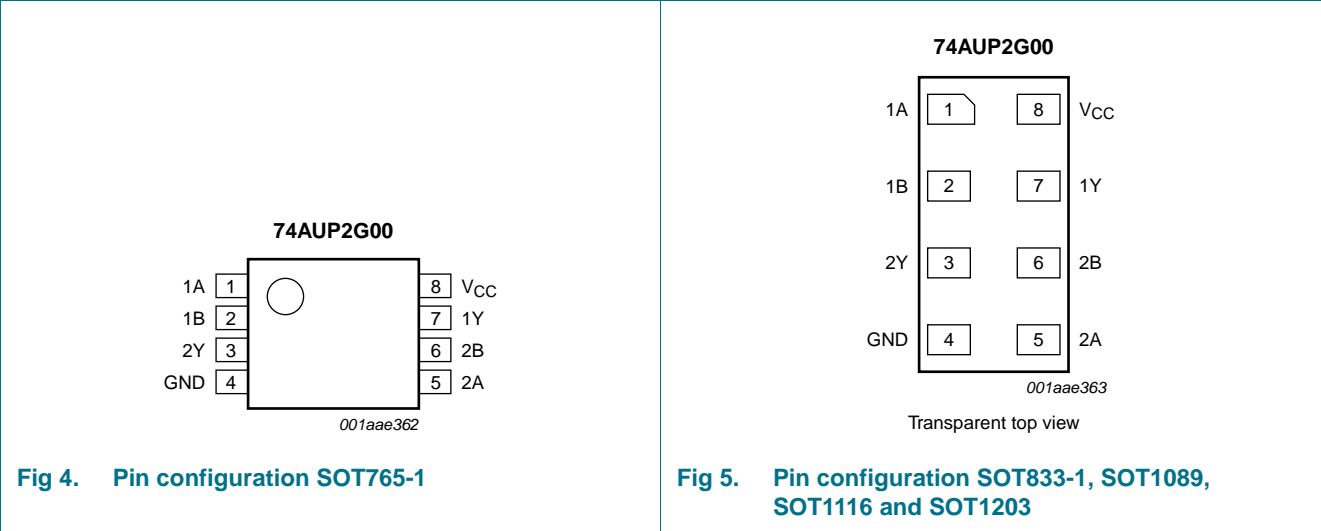 74AUP2G00
1A 1 8 VCC
1B 2 7 1Y
2Y 3 6 2B
GND 4 5 2A
001aae362
Fig 4. Pin configuration SOT765-1
74AUP2G00
1A 1 8 VCC
1B 2 7 1Y
2Y 3 6 2B
GND 4 5 2A
001aae363
Transparent top view
Fig 5. Pin configuration SOT833-1, SOT1089,
SOT1116 and SOT1203